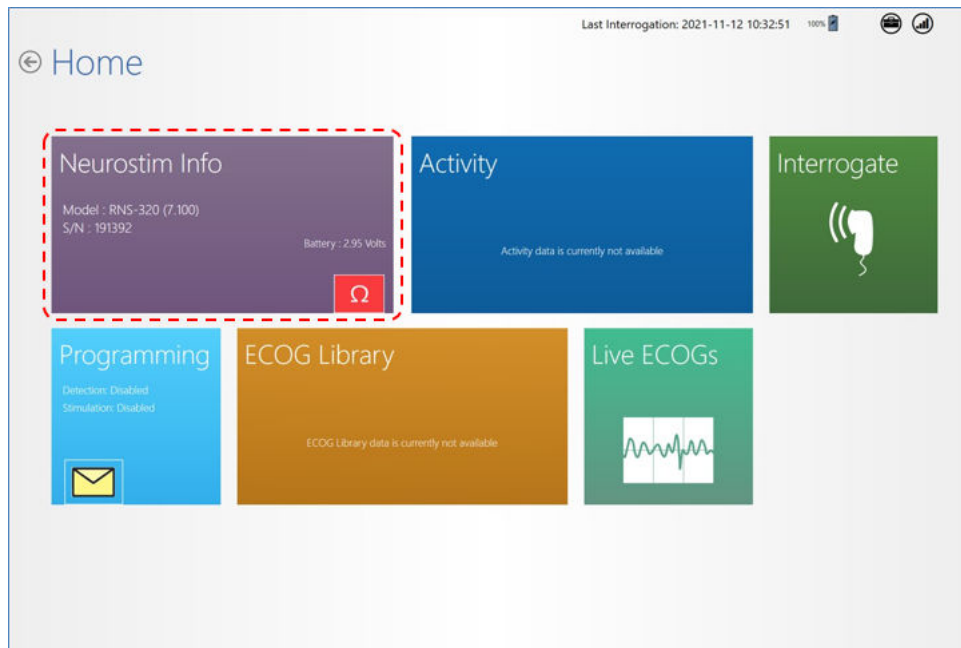 Last Interrogation: 2021-11-12 10:32:51 100%
Home
Neurostim Info
Model : RNS-320 (7.100)
S/N : 191392
Battery : 2.95 Volts
Ω
Activity
Activity data is currently not available
Interrogate
Programming
Detection: Disabled
Stimulation: Disabled
ECOG Library
ECOG Library data is currently not available
Live ECOGs